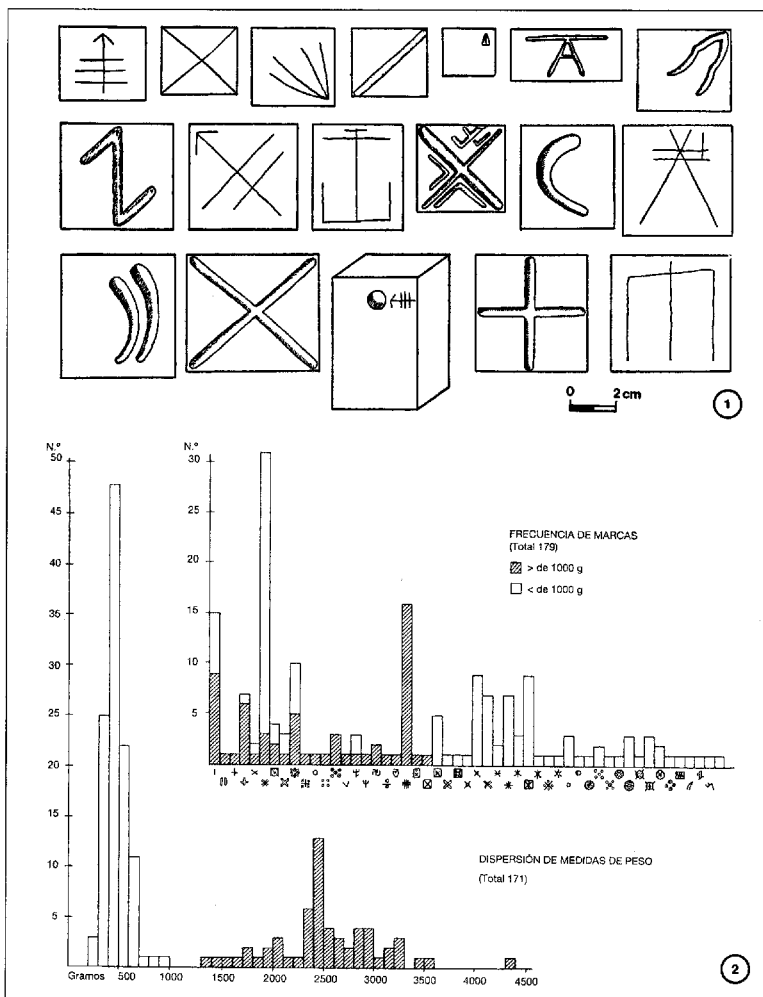 0 2 cm
1
N.º
50
45
40
35
30
25
20
15
10
5
N.º
30
25
20
15
10
5
FRECUENCIA DE MARCAS
(Total 179)
> de 1000 g
< de 1000 g
DISPERSIÓN DE MEDIDAS DE PESO
(Total 171)
Gramos 500 1000 1500 2000 2500 3000 3500 4000 4500
2